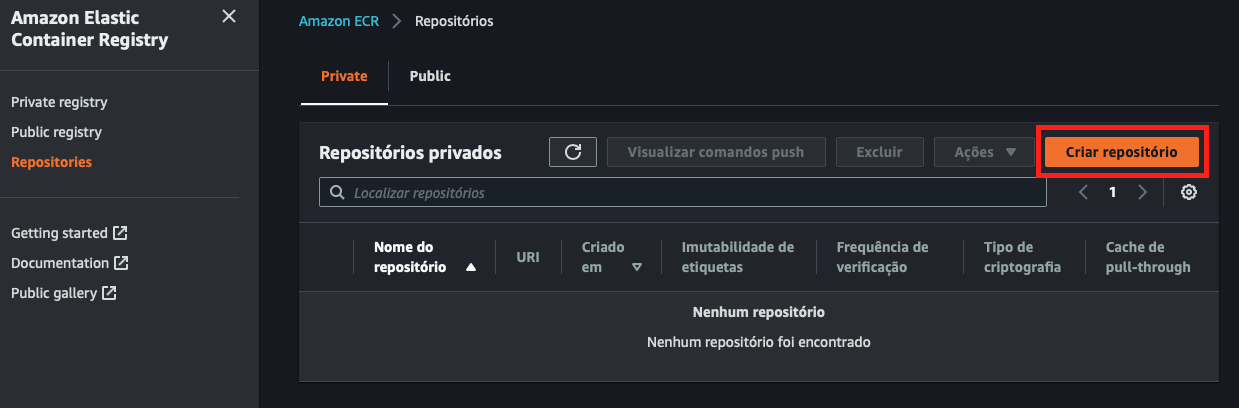 Amazon Elastic
Container Registry
Private registry
Public registry
Repositories
Getting started
Documentation
Public gallery
Amazon ECR
Repositórios
Private
Public
Repositórios privados
Visualizar comandos push
Excluir
Ações
Criar repositório
Localizar repositórios
1
Nome do
repositório
URI
Criado
em
Imutabilidade de
etiquetas
Frequência de
verificação
Tipo de
criptografia
Cache de
pull-through
Nenhum repositório
Nenhum repositório foi encontrado